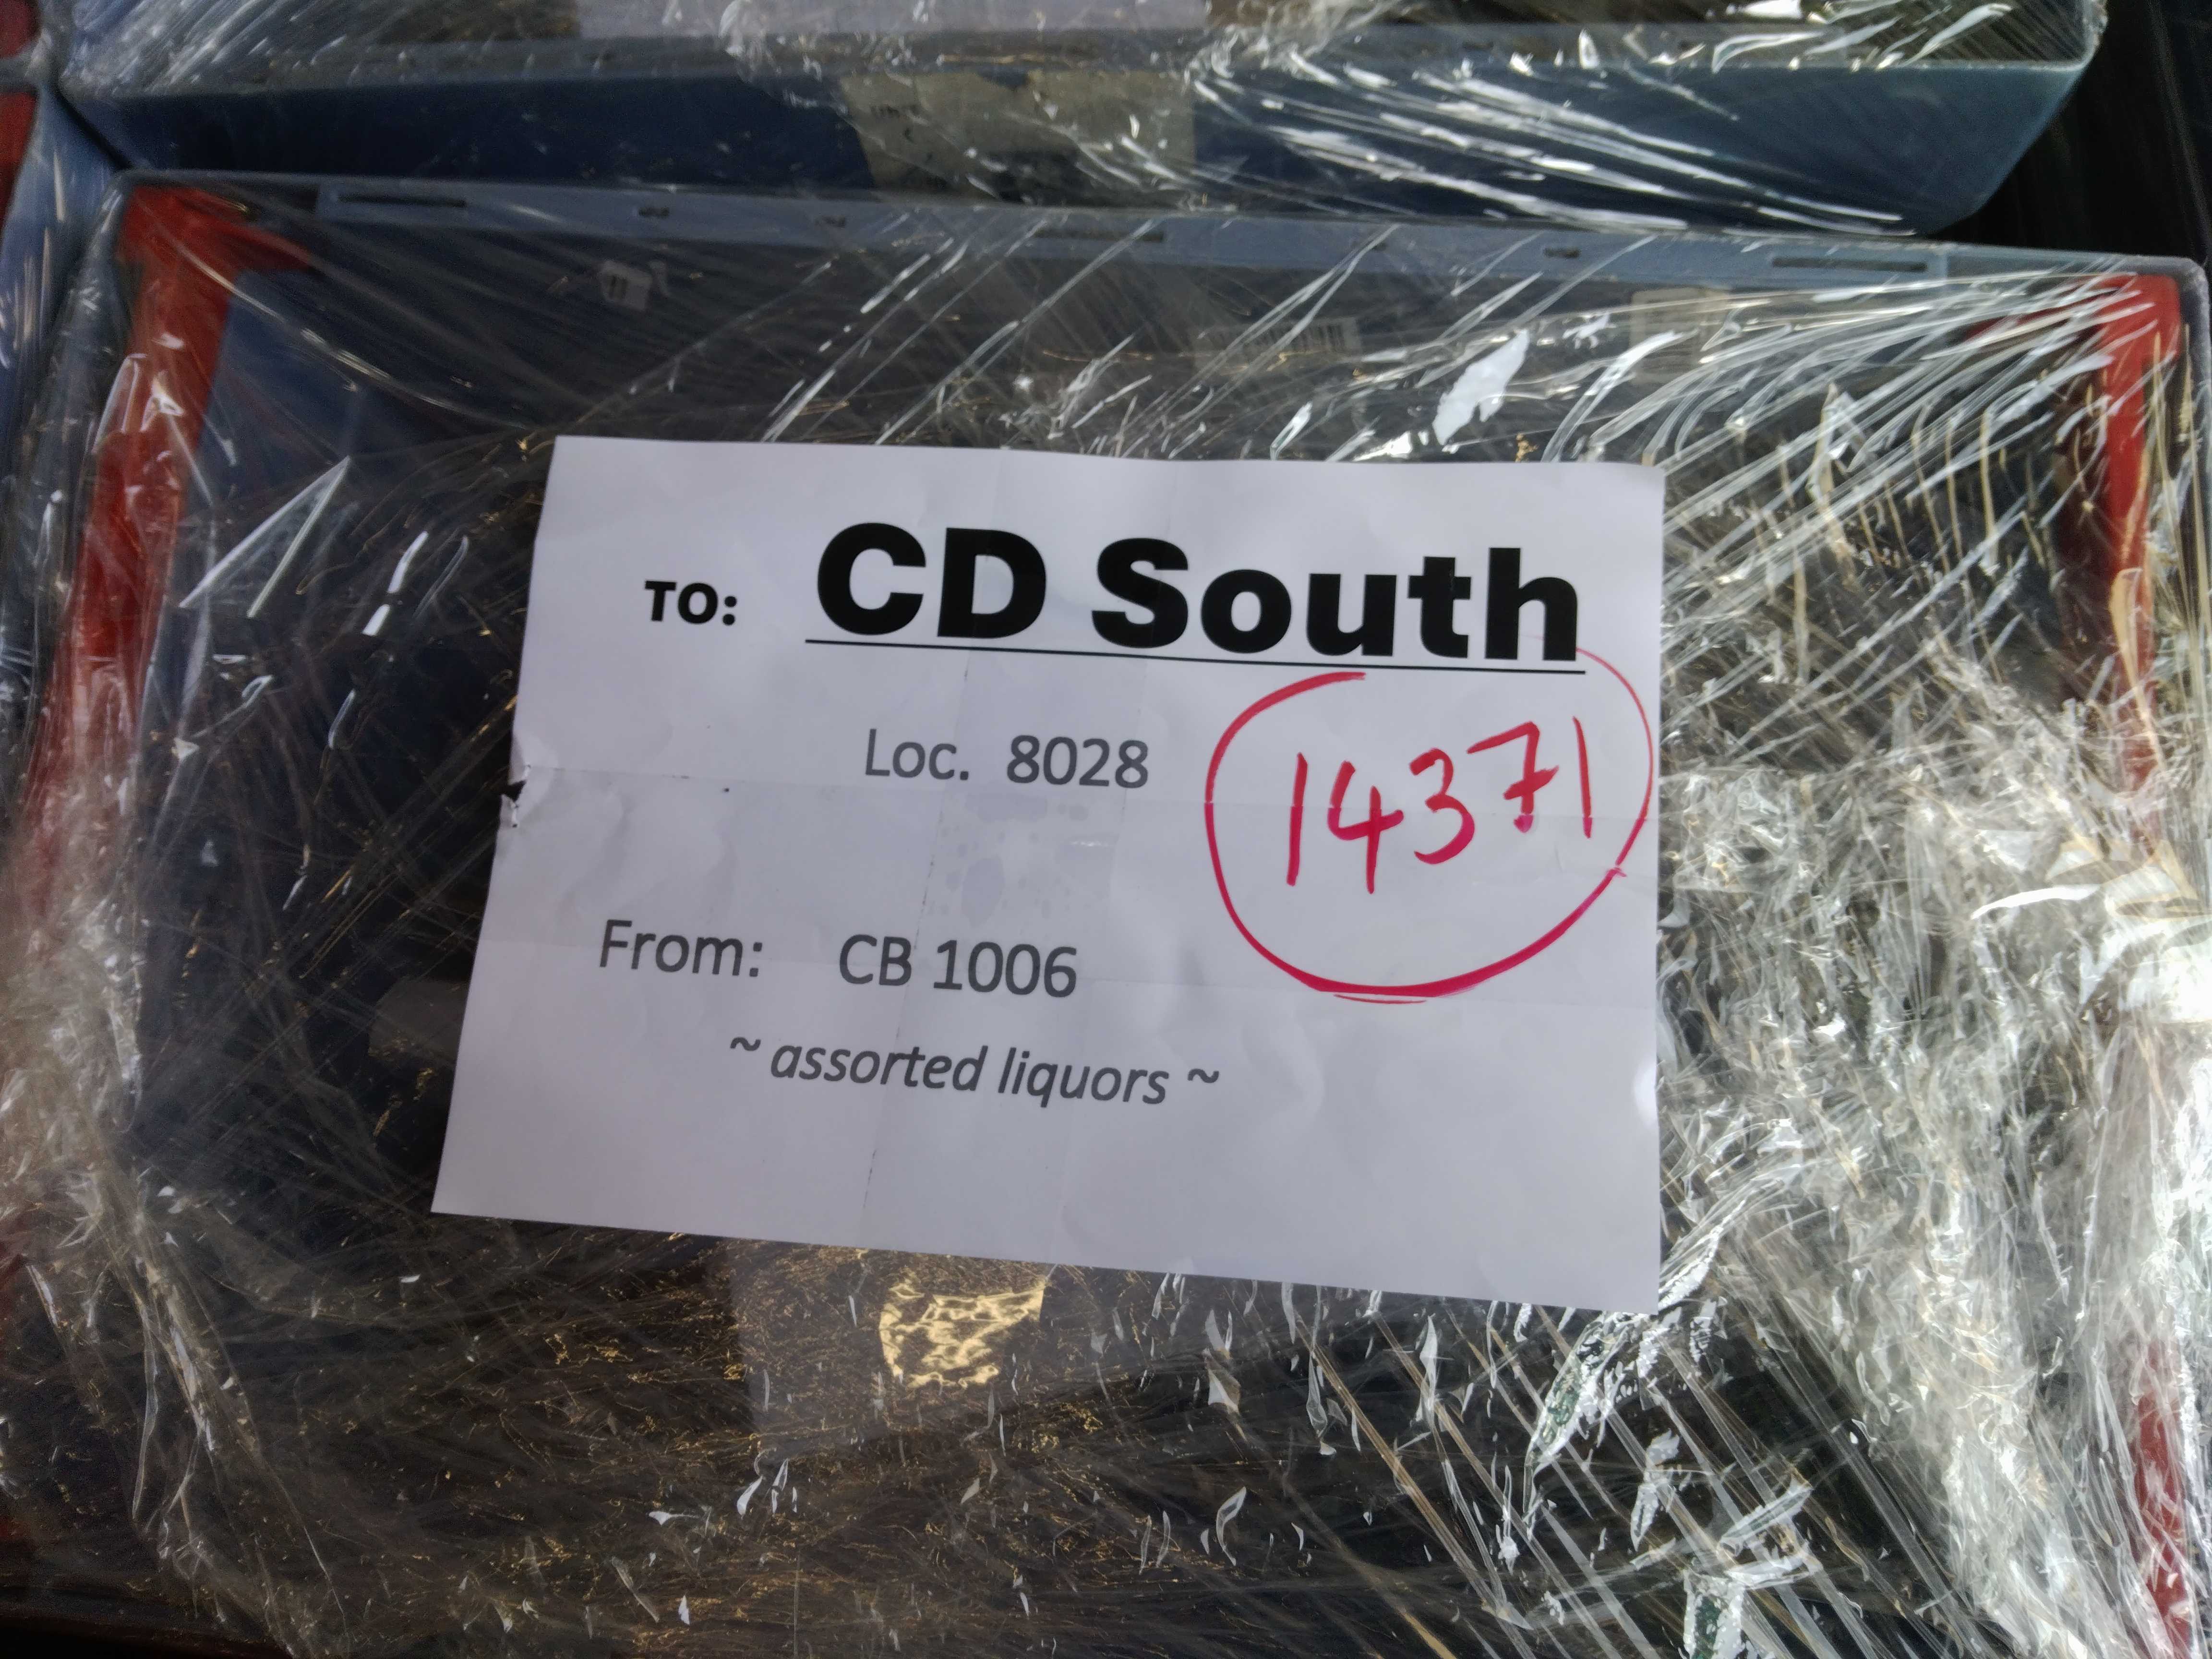 TO: CD South
Loc. 8028
14371
From: CB 1006
~ assorted liquors ~